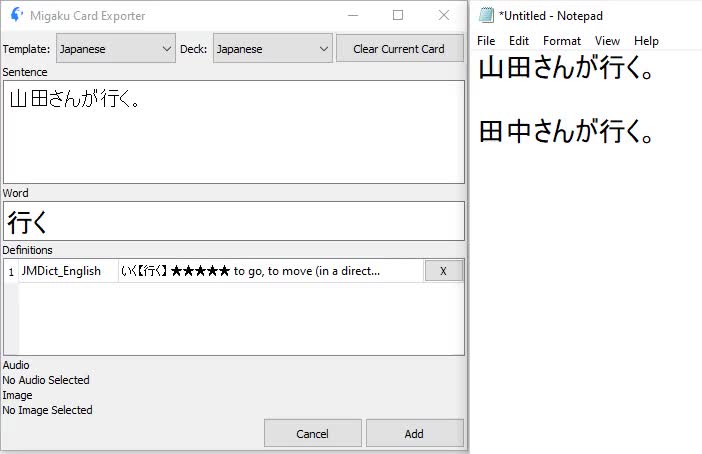 Migaku Card Exporter
Template: Japanese Deck: Japanese Clear Current Card
Sentence
山田さんが行く。
Word
行く
Definitions
1 JMDict_English いく【行く】 ★★★★★ to go, to move (in a direct... X
Audio
No Audio Selected
Image
No Image Selected
Cancel Add
*Untitled - Notepad
File Edit Format View Help
山田さんが行く。
田中さんが行く。